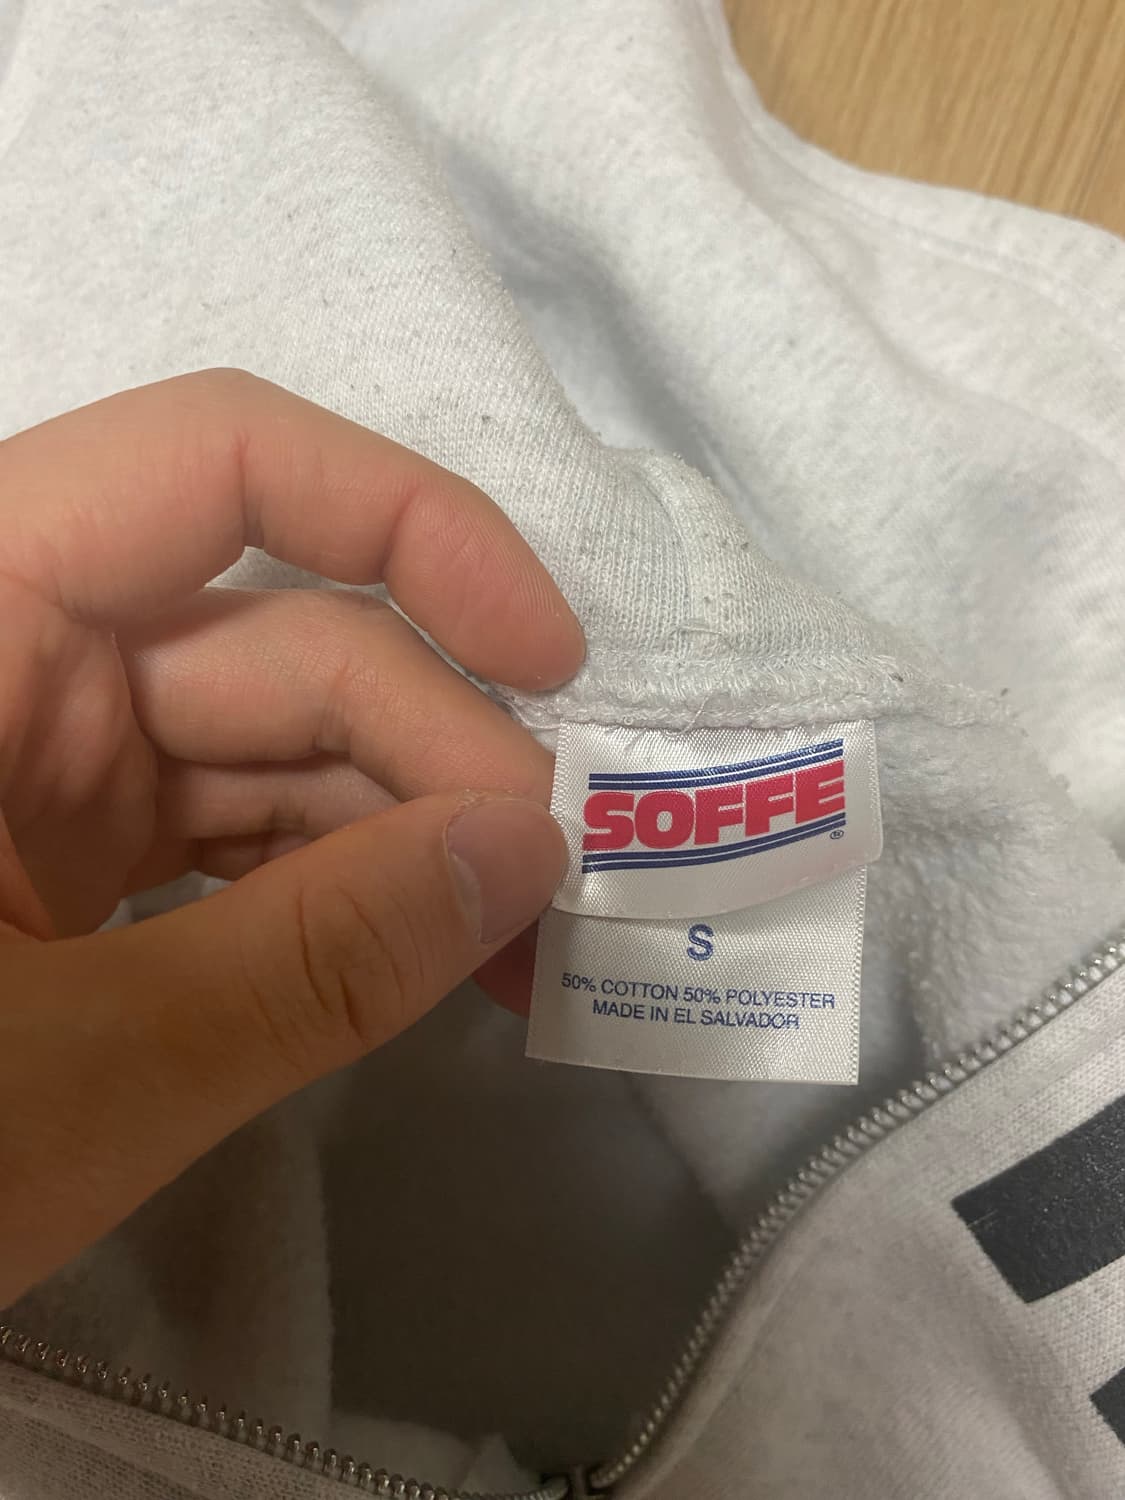 SOFFE®
S
50% COTTON 50% POLYESTER
MADE IN EL SALVADOR